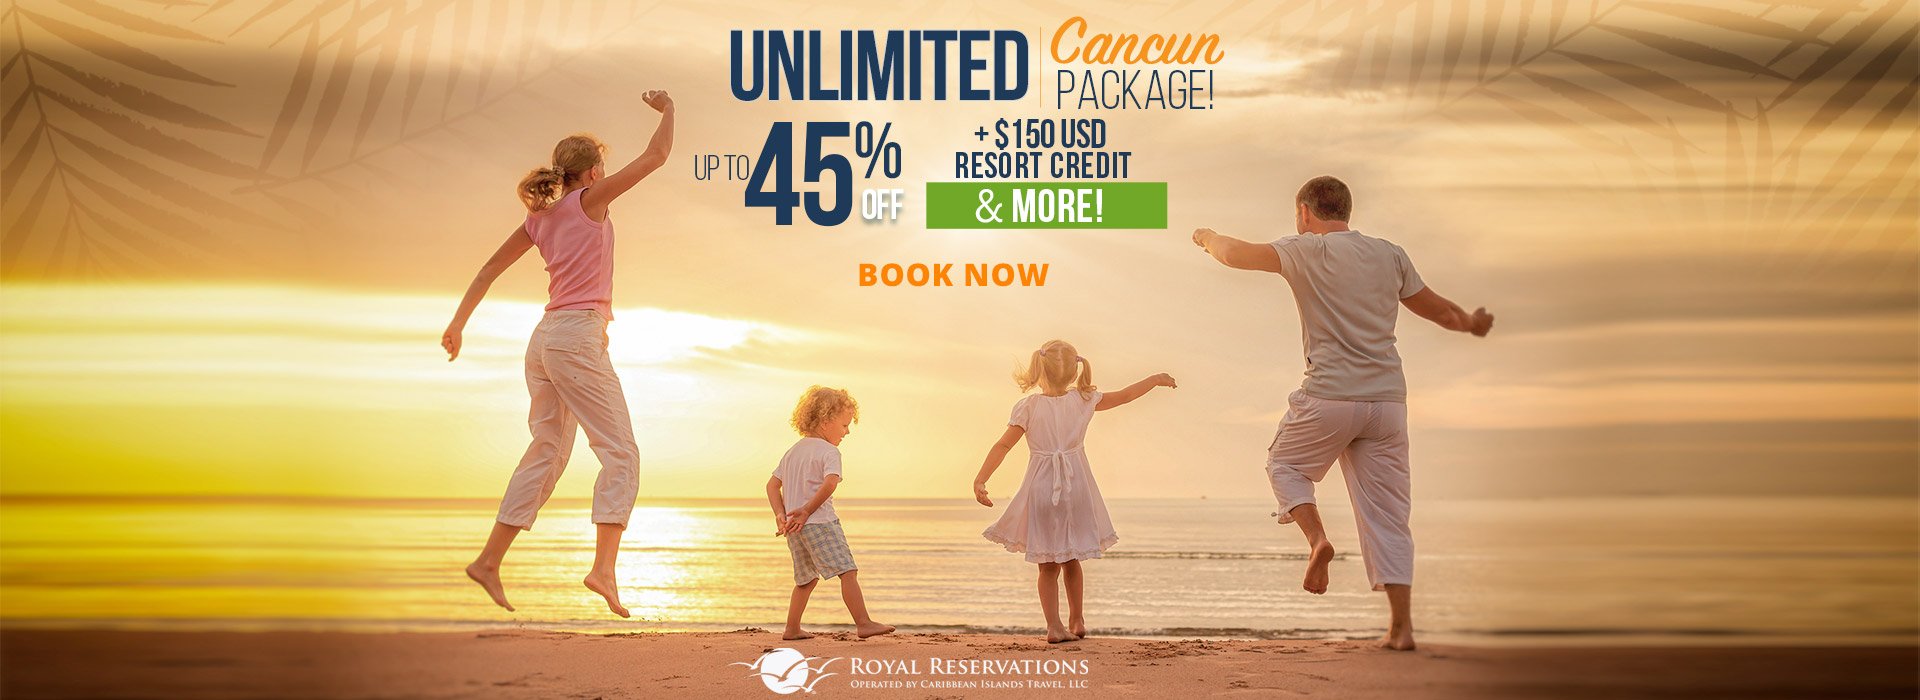 UNLIMITED
Cancun
PACKAGE!
UP TO 45% OFF
+ $150 USD
RESORT CREDIT
& MORE!
BOOK NOW
ROYAL RESERVATIONS
OPERATED BY CARIBBEAN ISLANDS TRAVEL, LLC